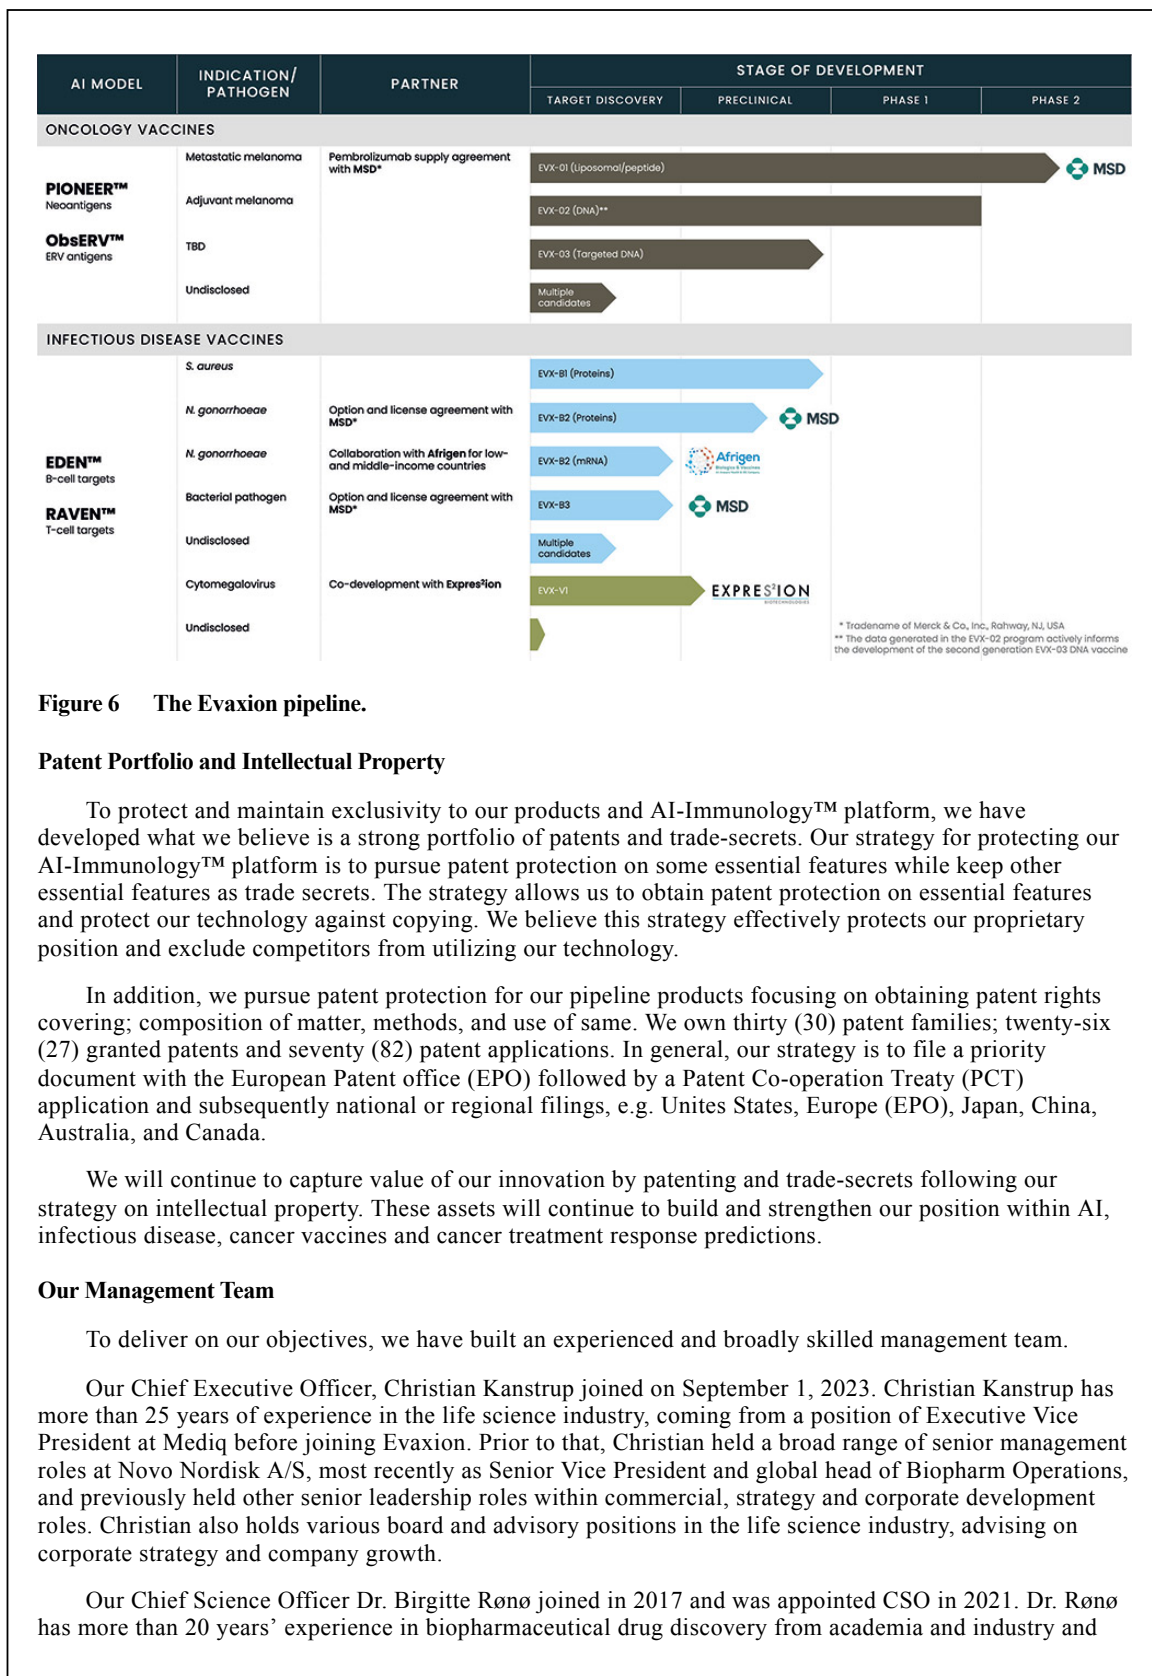 AI MODEL
INDICATION/
PATHOGEN
PARTNER
STAGE OF DEVELOPMENT
TARGET DISCOVERY
PRECLINICAL
PHASE 1
PHASE 2
ONCOLOGY VACCINES
PIONEER™
Neoantigens
ObsERV™
ERV antigens
Metastatic melanoma
Pembrolizumab supply agreement
with MSD*
EVX-01 (Liposomal/peptide)
MSD
Adjuvant melanoma
EVX-02 (DNA)**
TBD
EVX-03 (Targeted DNA)
Undisclosed
Multiple
candidates
INFECTIOUS DISEASE VACCINES
EDEN™
B-cell targets
RAVEN™
T-cell targets
S. aureus
EVX-B1 (Proteins)
N. gonorrhoeae
Option and license agreement with
MSD*
EVX-B2 (Proteins)
MSD
N. gonorrhoeae
Collaboration with Afrigen for low-
and middle-income countries
EVX-B2 (mRNA)
Afrigen
Biologics & Vaccines
Bacterial pathogen
Option and license agreement with
MSD*
EVX-B3
MSD
Undisclosed
Multiple
candidates
Cytomegalovirus
Co-development with Expres²ion
EVX-V1
EXPRES²ION
BIOTECHNOLOGIES
Undisclosed
* Tradename of Merck & Co., Inc., Rahway, NJ, USA
** The data generated in the EVX-02 program actively informs
the development of the second generation EVX-03 DNA vaccine
Figure 6 The Evaxion pipeline.
Patent Portfolio and Intellectual Property
To protect and maintain exclusivity to our products and AI-Immunology™ platform, we have
developed what we believe is a strong portfolio of patents and trade-secrets. Our strategy for protecting our
AI-Immunology™ platform is to pursue patent protection on some essential features while keep other
essential features as trade secrets. The strategy allows us to obtain patent protection on essential features
and protect our technology against copying. We believe this strategy effectively protects our proprietary
position and exclude competitors from utilizing our technology.
In addition, we pursue patent protection for our pipeline products focusing on obtaining patent rights
covering; composition of matter, methods, and use of same. We own thirty (30) patent families; twenty-six
(27) granted patents and seventy (82) patent applications. In general, our strategy is to file a priority
document with the European Patent office (EPO) followed by a Patent Co-operation Treaty (PCT)
application and subsequently national or regional filings, e.g. Unites States, Europe (EPO), Japan, China,
Australia, and Canada.
We will continue to capture value of our innovation by patenting and trade-secrets following our
strategy on intellectual property. These assets will continue to build and strengthen our position within AI,
infectious disease, cancer vaccines and cancer treatment response predictions.
Our Management Team
To deliver on our objectives, we have built an experienced and broadly skilled management team.
Our Chief Executive Officer, Christian Kanstrup joined on September 1, 2023. Christian Kanstrup has
more than 25 years of experience in the life science industry, coming from a position of Executive Vice
President at Mediq before joining Evaxion. Prior to that, Christian held a broad range of senior management
roles at Novo Nordisk A/S, most recently as Senior Vice President and global head of Biopharm Operations,
and previously held other senior leadership roles within commercial, strategy and corporate development
roles. Christian also holds various board and advisory positions in the life science industry, advising on
corporate strategy and company growth.
Our Chief Science Officer Dr. Birgitte Rønø joined in 2017 and was appointed CSO in 2021. Dr. Rønø
has more than 20 years’ experience in biopharmaceutical drug discovery from academia and industry and